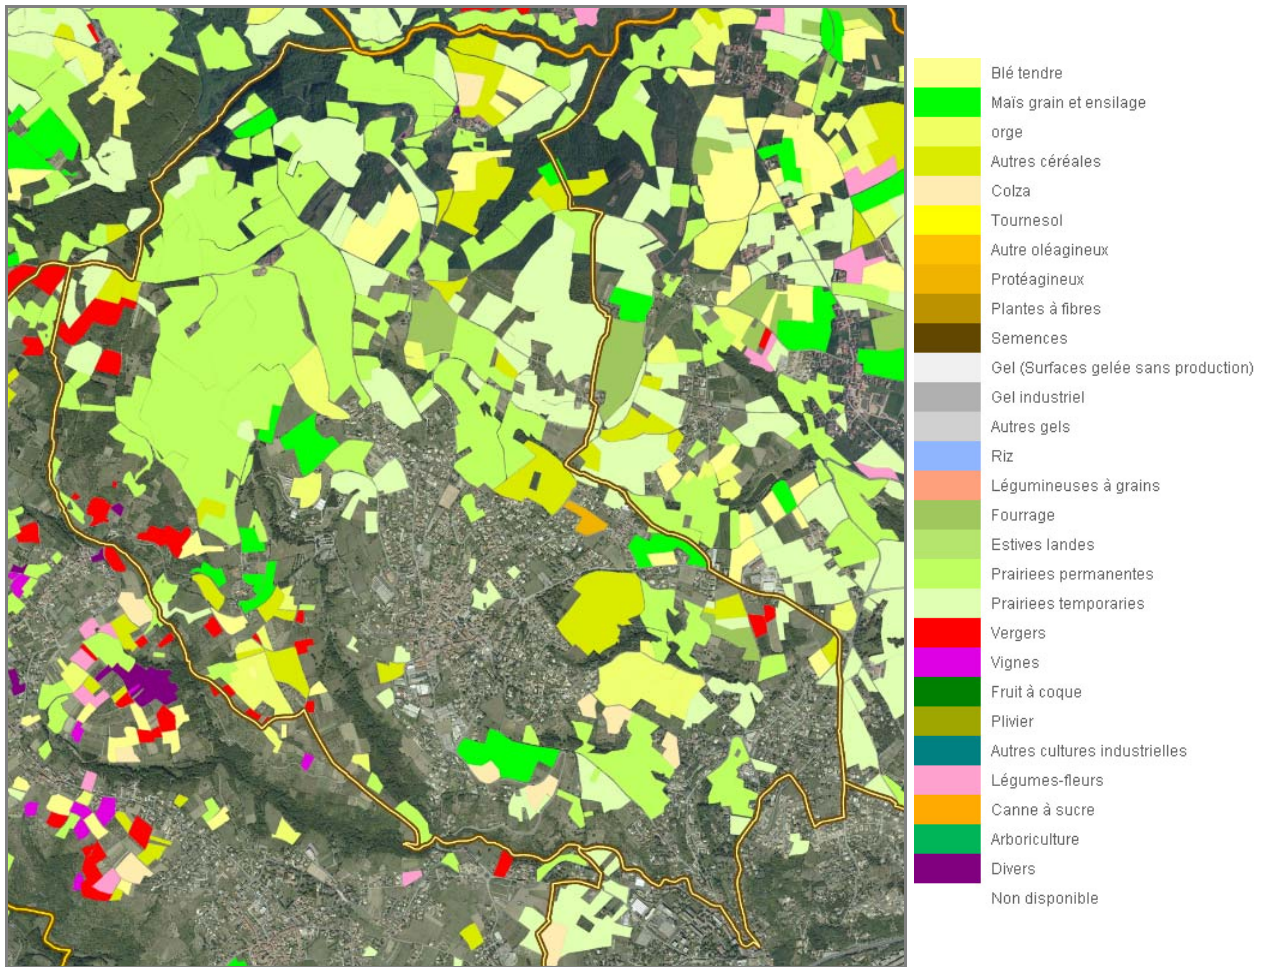 Blé tendre
Maïs grain et ensilage
orge
Autres céréales
Colza
Tournesol
Autre oléagineux
Protéagineux
Plantes à fibres
Semences
Gel (Surfaces gelée sans production)
Gel industriel
Autres gels
Riz
Légumineuses à grains
Fourrage
Estives landes
Prairiees permanentes
Prairiees temporaries
Vergers
Vignes
Fruit à coque
Plivier
Autres cultures industrielles
Légumes-fleurs
Canne à sucre
Arboriculture
Divers
Non disponible